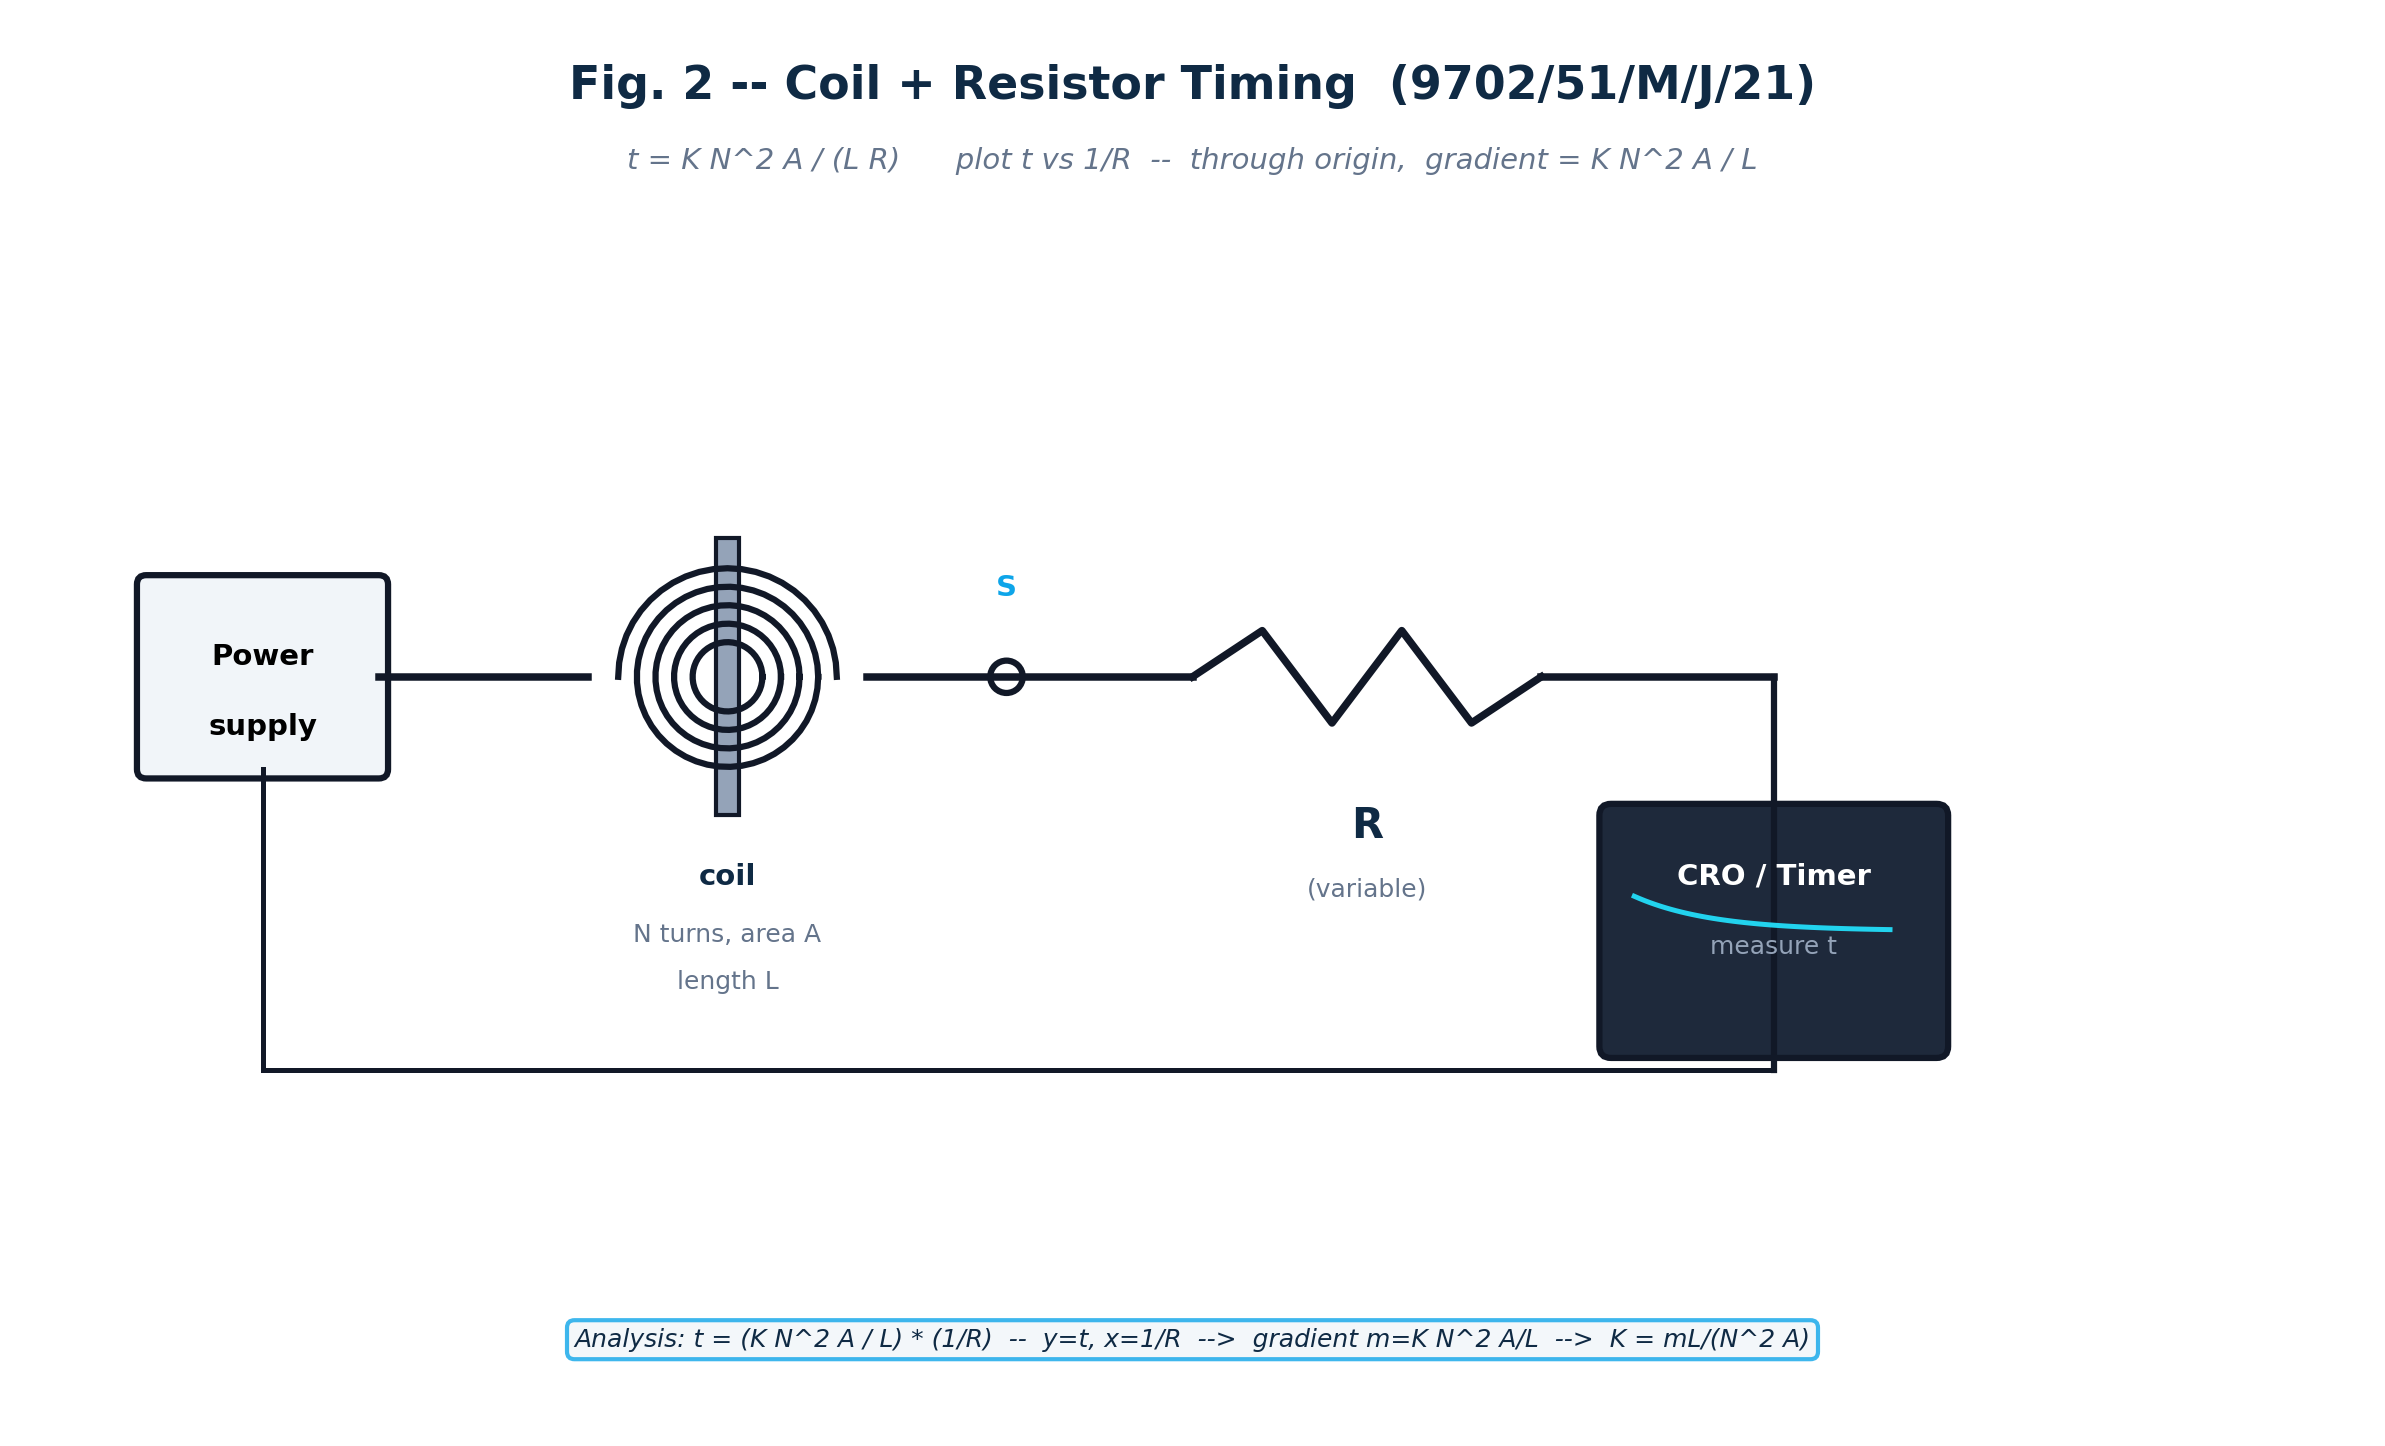 Fig. 2 -- Coil + Resistor Timing  (9702/51/M/J/21)
t = K N^2 A / (L R)      plot t vs 1/R  --  through origin,  gradient = K N^2 A / L
S
Power
supply
R
coil
CRO / Timer
(variable)
N turns, area A
measure t
length L
Analysis: t = (K N^2 A / L) * (1/R)  --  y=t, x=1/R  -->  gradient m=K N^2 A/L  -->  K = mL/(N^2 A)